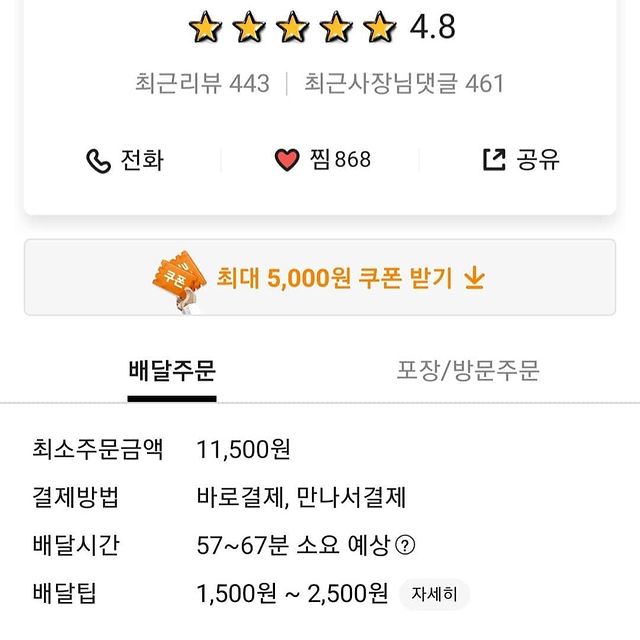 4.8
최근리뷰 443 | 최근사장님댓글 461
전화
찜 868
공유
쿠폰
최대 5,000원 쿠폰 받기
배달주문
포장/방문주문
최소주문금액 11,500원
결제방법 바로결제, 만나서결제
배달시간 57~67분 소요 예상 ?
배달팁 1,500원 ~ 2,500원 자세히